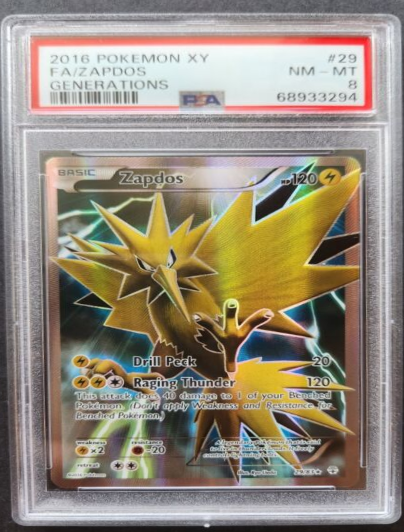 2016 POKEMON XY #29
FA/ZAPDOS NM - MT
GENERATIONS 8
PSA 68933294
BASIC
Zapdos HP120
Drill Peck 20
Raging Thunder 120
This attack does 40 damage to 1 of your Benched
Pokémon. (Don't apply Weakness and Resistance for
Benched Pokémon.)
weakness resistance
×2 -20
retreat
29/83